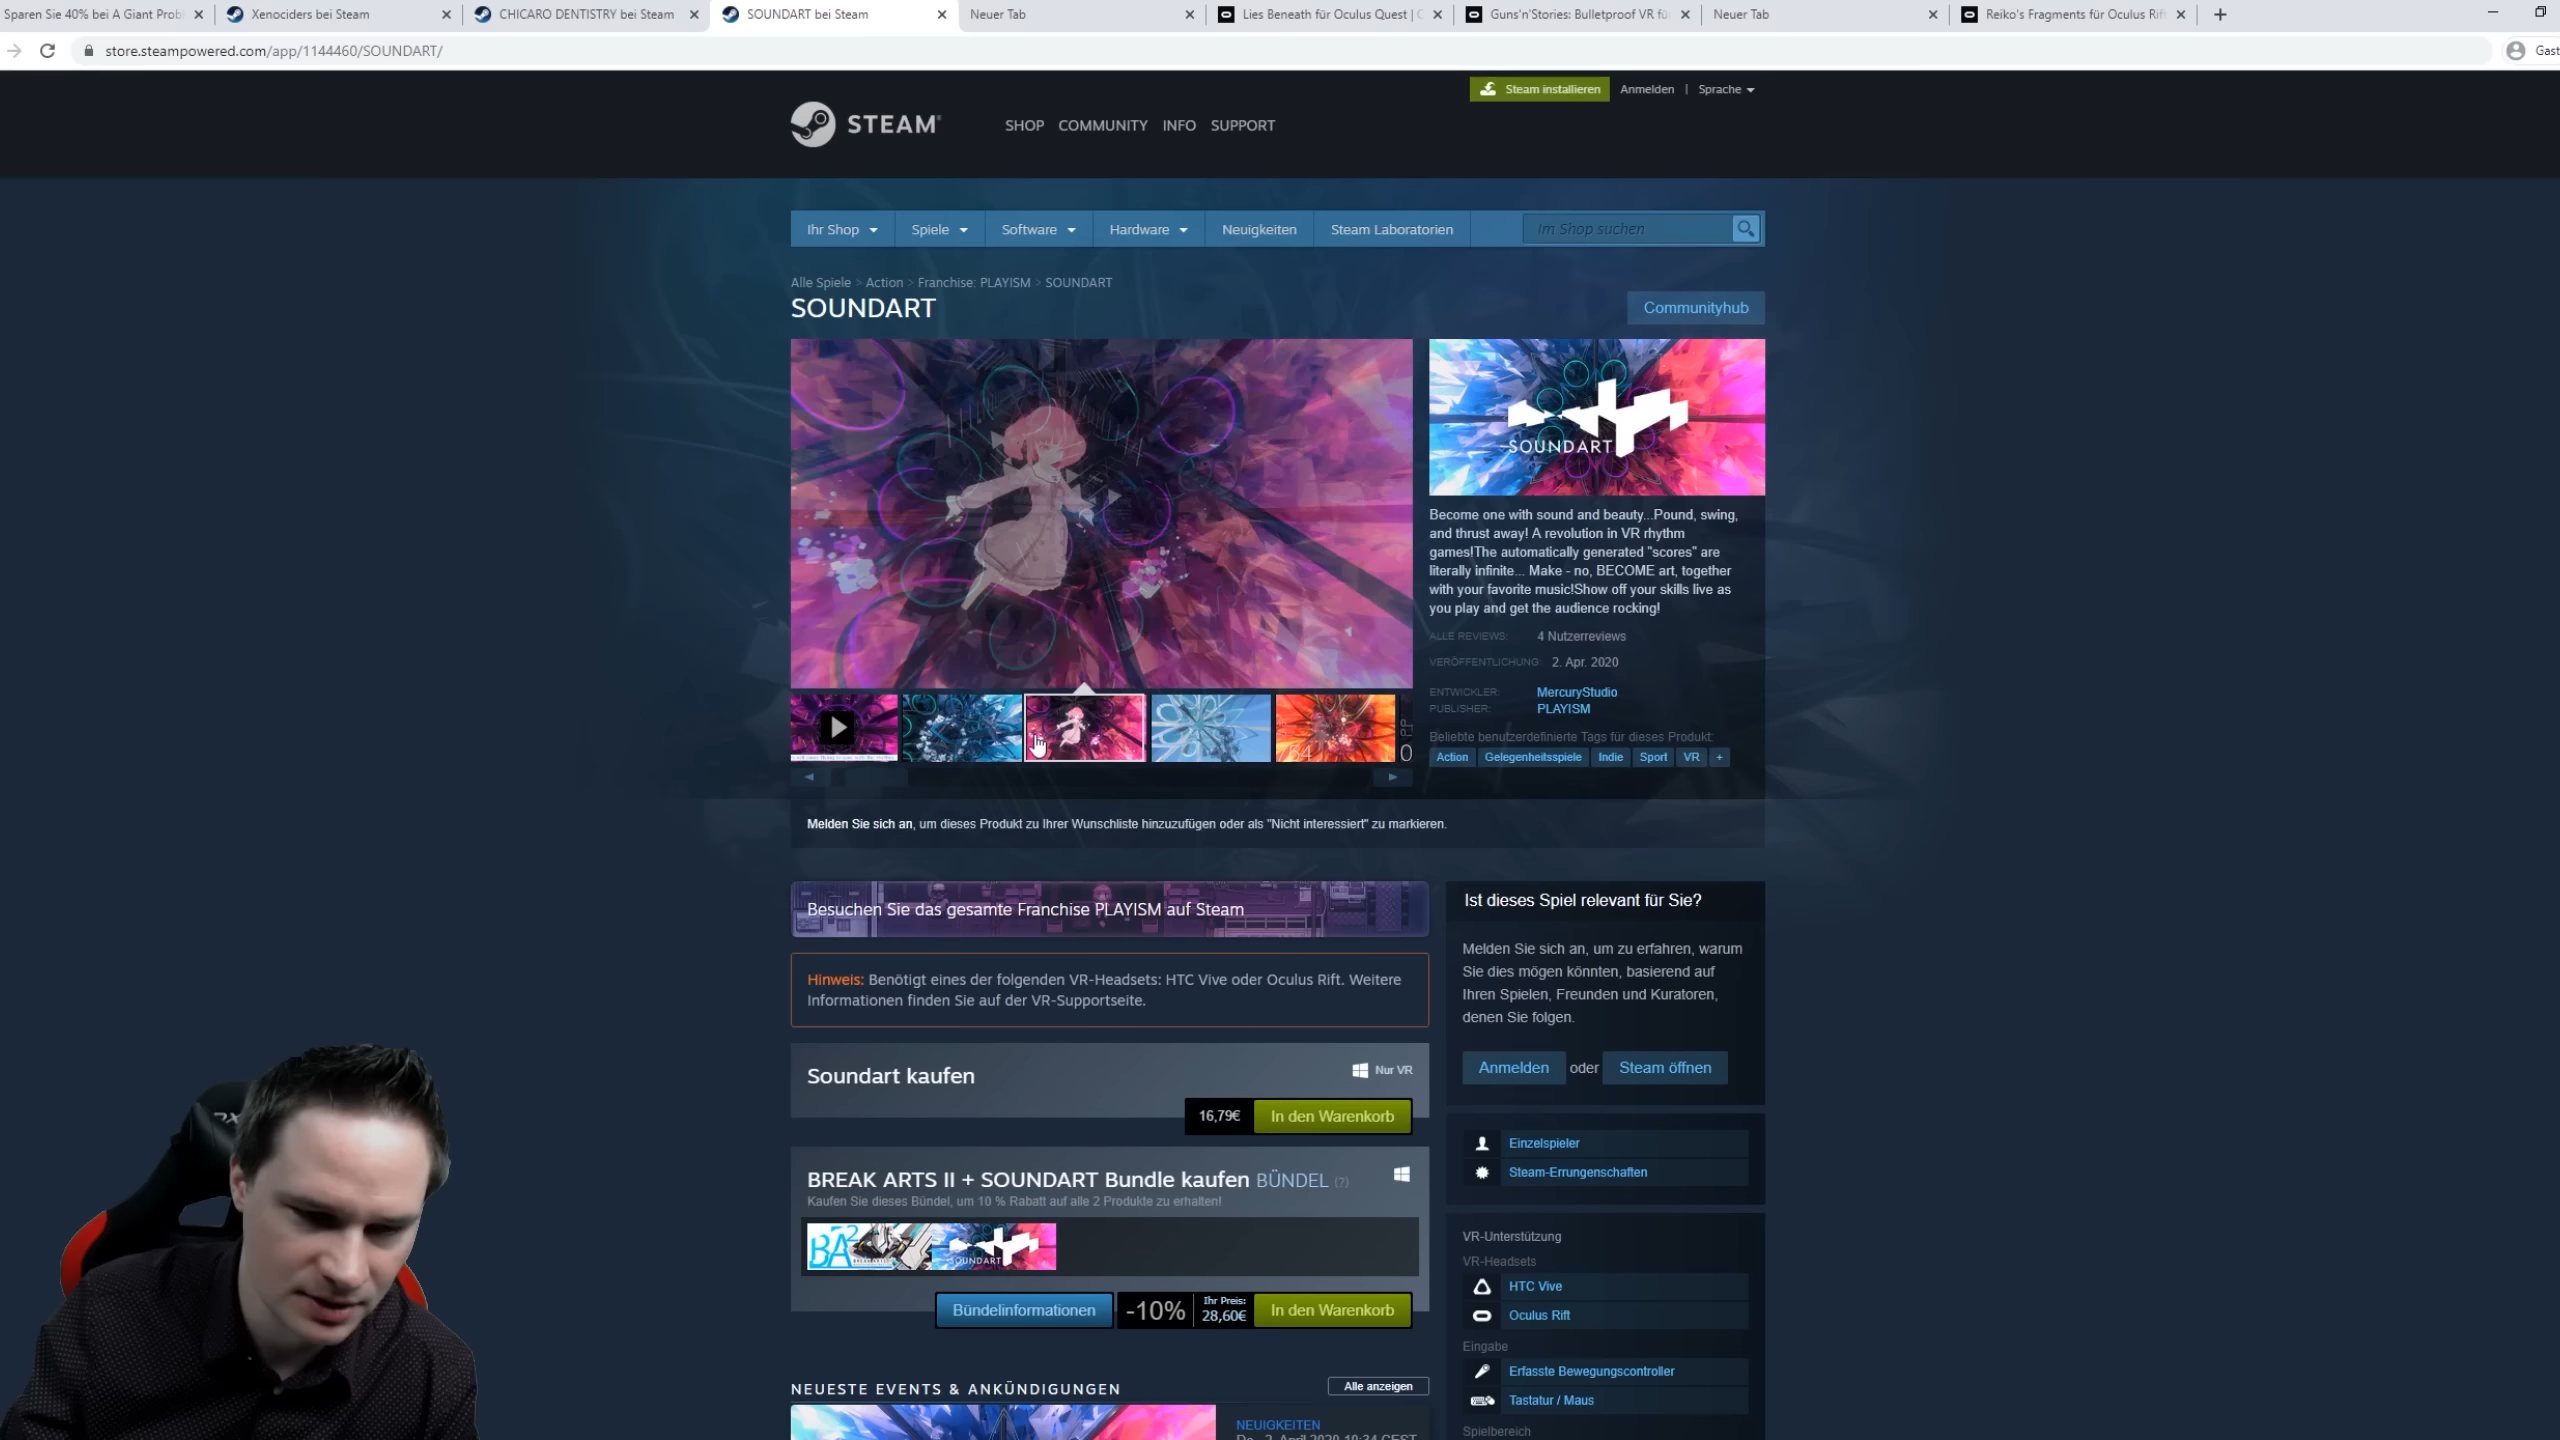 Sparen Sie 40% bei A Giant Prob
Xenociders bei Steam
CHICARO DENTISTRY bei Steam
SOUNDART bei Steam
Neuer Tab
Lies Beneath für Oculus Quest | C
Guns'n'Stories: Bulletproof VR fü
Neuer Tab
Reiko's Fragments für Oculus Rif
store.steampowered.com/app/1144460/SOUNDART/
Gast
Steam installieren
Anmelden | Sprache
STEAM
SHOP COMMUNITY INFO SUPPORT
Ihr Shop Spiele Software Hardware Neuigkeiten Steam Laboratorien
Im Shop suchen
Alle Spiele > Action > Franchise: PLAYISM > SOUNDART
SOUNDART
Communityhub
SOUNDART
Become one with sound and beauty...Pound, swing,
and thrust away! A revolution in VR rhythm
games!The automatically generated "scores" are
literally infinite... Make - no, BECOME art, together
with your favorite music!Show off your skills live as
you play and get the audience rocking!
ALLE REVIEWS: 4 Nutzerreviews
VERÖFFENTLICHUNG: 2. Apr. 2020
ENTWICKLER: MercuryStudio
PUBLISHER: PLAYISM
Beliebte benutzerdefinierte Tags für dieses Produkt:
Action Gelegenheitsspiele Indie Sport VR +
Melden Sie sich an, um dieses Produkt zu Ihrer Wunschliste hinzuzufügen oder als "Nicht interessiert" zu markieren.
Besuchen Sie das gesamte Franchise PLAYISM auf Steam
Hinweis: Benötigt eines der folgenden VR-Headsets: HTC Vive oder Oculus Rift. Weitere
Informationen finden Sie auf der VR-Supportseite.
Soundart kaufen
Nur VR
16,79€ In den Warenkorb
BREAK ARTS II + SOUNDART Bundle kaufen BÜNDEL (?)
Kaufen Sie dieses Bündel, um 10 % Rabatt auf alle 2 Produkte zu erhalten!
BA2
SOUNDART
Bündelinformationen -10% Ihr Preis: 28,60€ In den Warenkorb
NEUESTE EVENTS & ANKÜNDIGUNGEN
Alle anzeigen
NEUIGKEITEN
Do., 2. April 2020 10:34 CEST
Ist dieses Spiel relevant für Sie?
Melden Sie sich an, um zu erfahren, warum
Sie dies mögen könnten, basierend auf
Ihren Spielen, Freunden und Kuratoren,
denen Sie folgen.
Anmelden oder Steam öffnen
Einzelspieler
Steam-Errungenschaften
VR-Unterstützung
VR-Headsets
HTC Vive
Oculus Rift
Eingabe
Erfasste Bewegungscontroller
Tastatur / Maus
Spielbereich